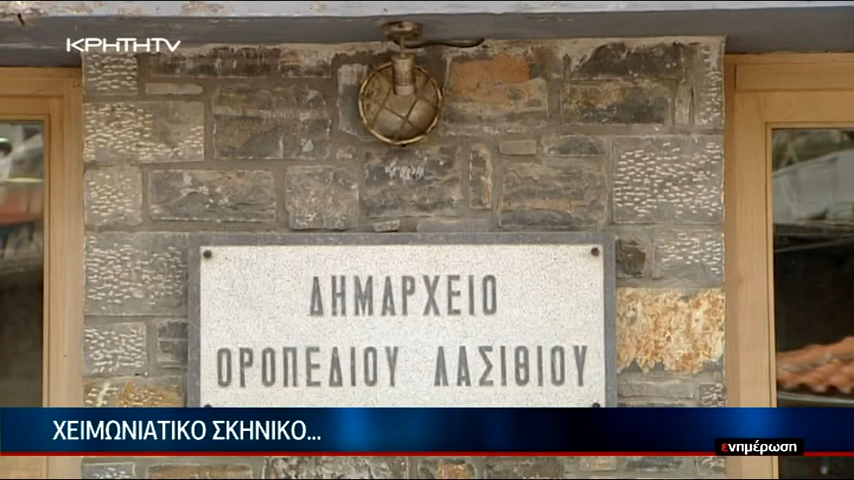 ΚΡΗΤΗTV
ΔΗΜΑΡΧΕΙΟ
ΟΡΟΠΕΔΙΟΥ ΛΑΣΙΘΙΟΥ
ΧΕΙΜΩΝΙΑΤΙΚΟ ΣΚΗΝΙΚΟ...
ενημέρωση